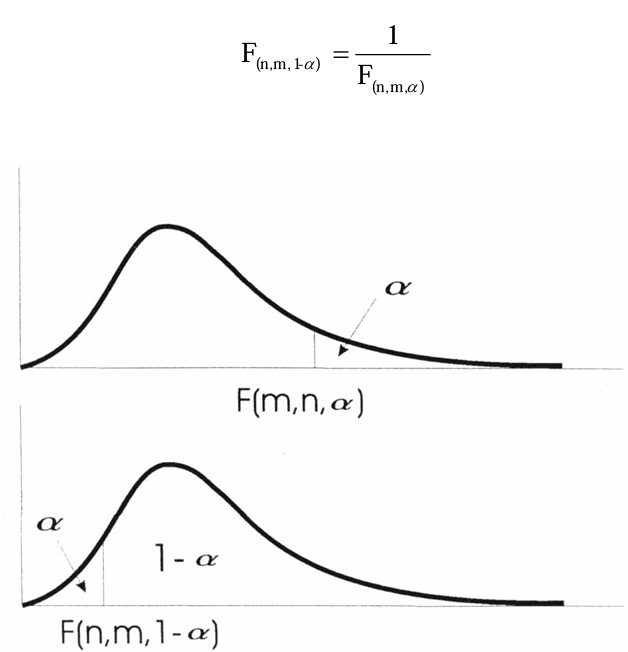 F(n,m,1-α) = 1 / F(n,m,α)
α
F(m,n,α)
α
1-α
F(n,m,1-α)